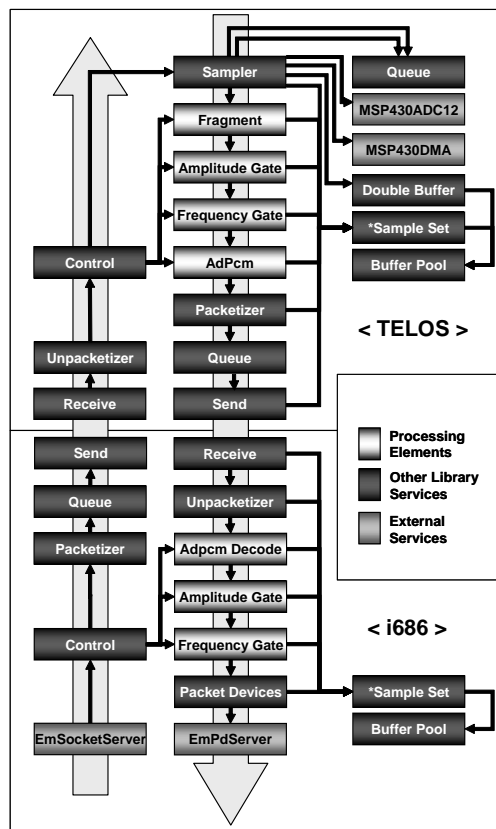 Sampler
Queue
MSP430ADC12
Fragment
MSP430DMA
Amplitude Gate
Double Buffer
Frequency Gate
*Sample Set
Control
AdPcm
Buffer Pool
Packetizer
< TELOS >
Unpacketizer
Queue
Receive
Send
Processing
Elements
Other Library
Services
External
Services
Send
Receive
Queue
Unpacketizer
Packetizer
Adpcm Decode
Amplitude Gate
< i686 >
Control
Frequency Gate
Packet Devices
*Sample Set
EmSocketServer
EmPdServer
Buffer Pool